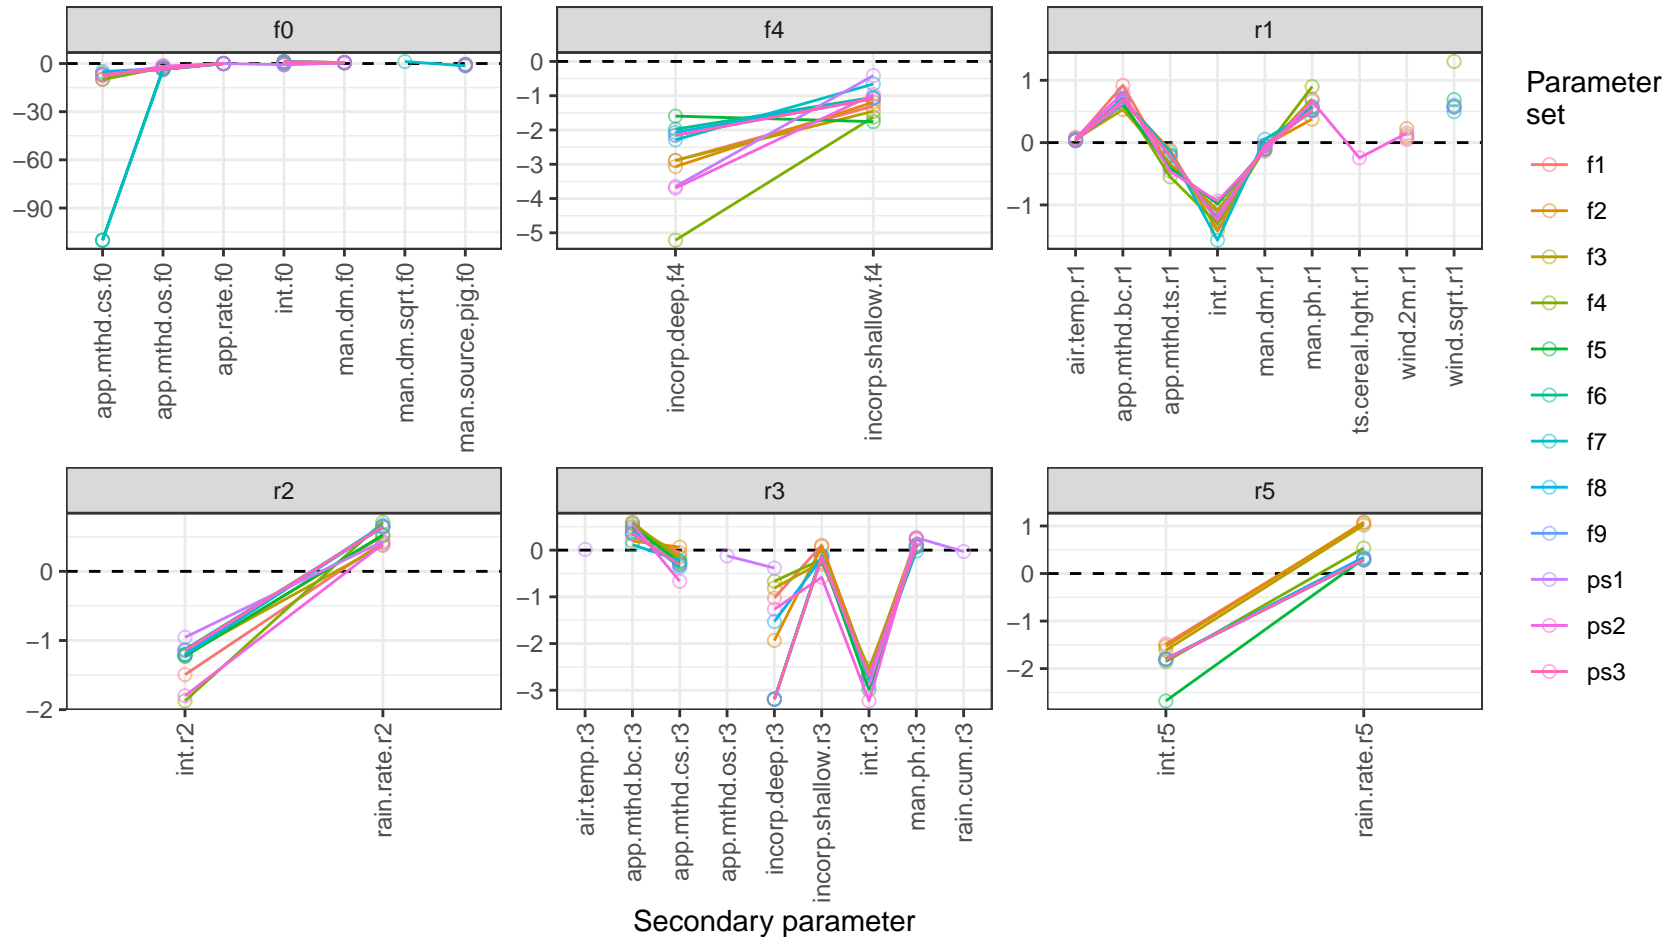 f0
f4
r1
0
−30
−60
−90
0
−1
−2
−3
−4
−5
1
0
−1
app.mthd.cs.f0
app.mthd.os.f0
app.rate.f0
int.f0
man.dm.f0
man.dm.sqrt.f0
man.source.pig.f0
incorp.deep.f4
incorp.shallow.f4
air.temp.r1
app.mthd.bc.r1
app.mthd.ts.r1
int.r1
man.dm.r1
man.ph.r1
ts.cereal.hght.r1
wind.2m.r1
wind.sqrt.r1
r2
r3
r5
0
−1
−2
0
−1
−2
−3
1
0
−1
−2
int.r2
rain.rate.r2
air.temp.r3
app.mthd.bc.r3
app.mthd.cs.r3
app.mthd.os.r3
incorp.deep.r3
incorp.shallow.r3
int.r3
man.ph.r3
rain.cum.r3
int.r5
rain.rate.r5
Secondary parameter
Parameter
set
f1
f2
f3
f4
f5
f6
f7
f8
f9
ps1
ps2
ps3